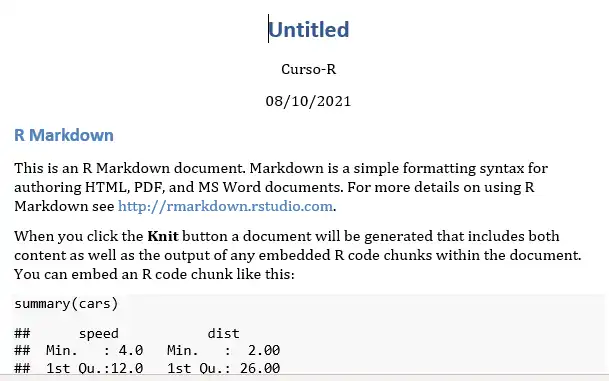 Untitled
Curso-R
08/10/2021
R Markdown
This is an R Markdown document. Markdown is a simple formatting syntax for
authoring HTML, PDF, and MS Word documents. For more details on using R
Markdown see http://rmarkdown.rstudio.com.
When you click the Knit button a document will be generated that includes both
content as well as the output of any embedded R code chunks within the document.
You can embed an R code chunk like this:
summary(cars)
##      speed           dist
##  Min.   : 4.0   Min.   :  2.00
##  1st Qu.:12.0   1st Qu.: 26.00